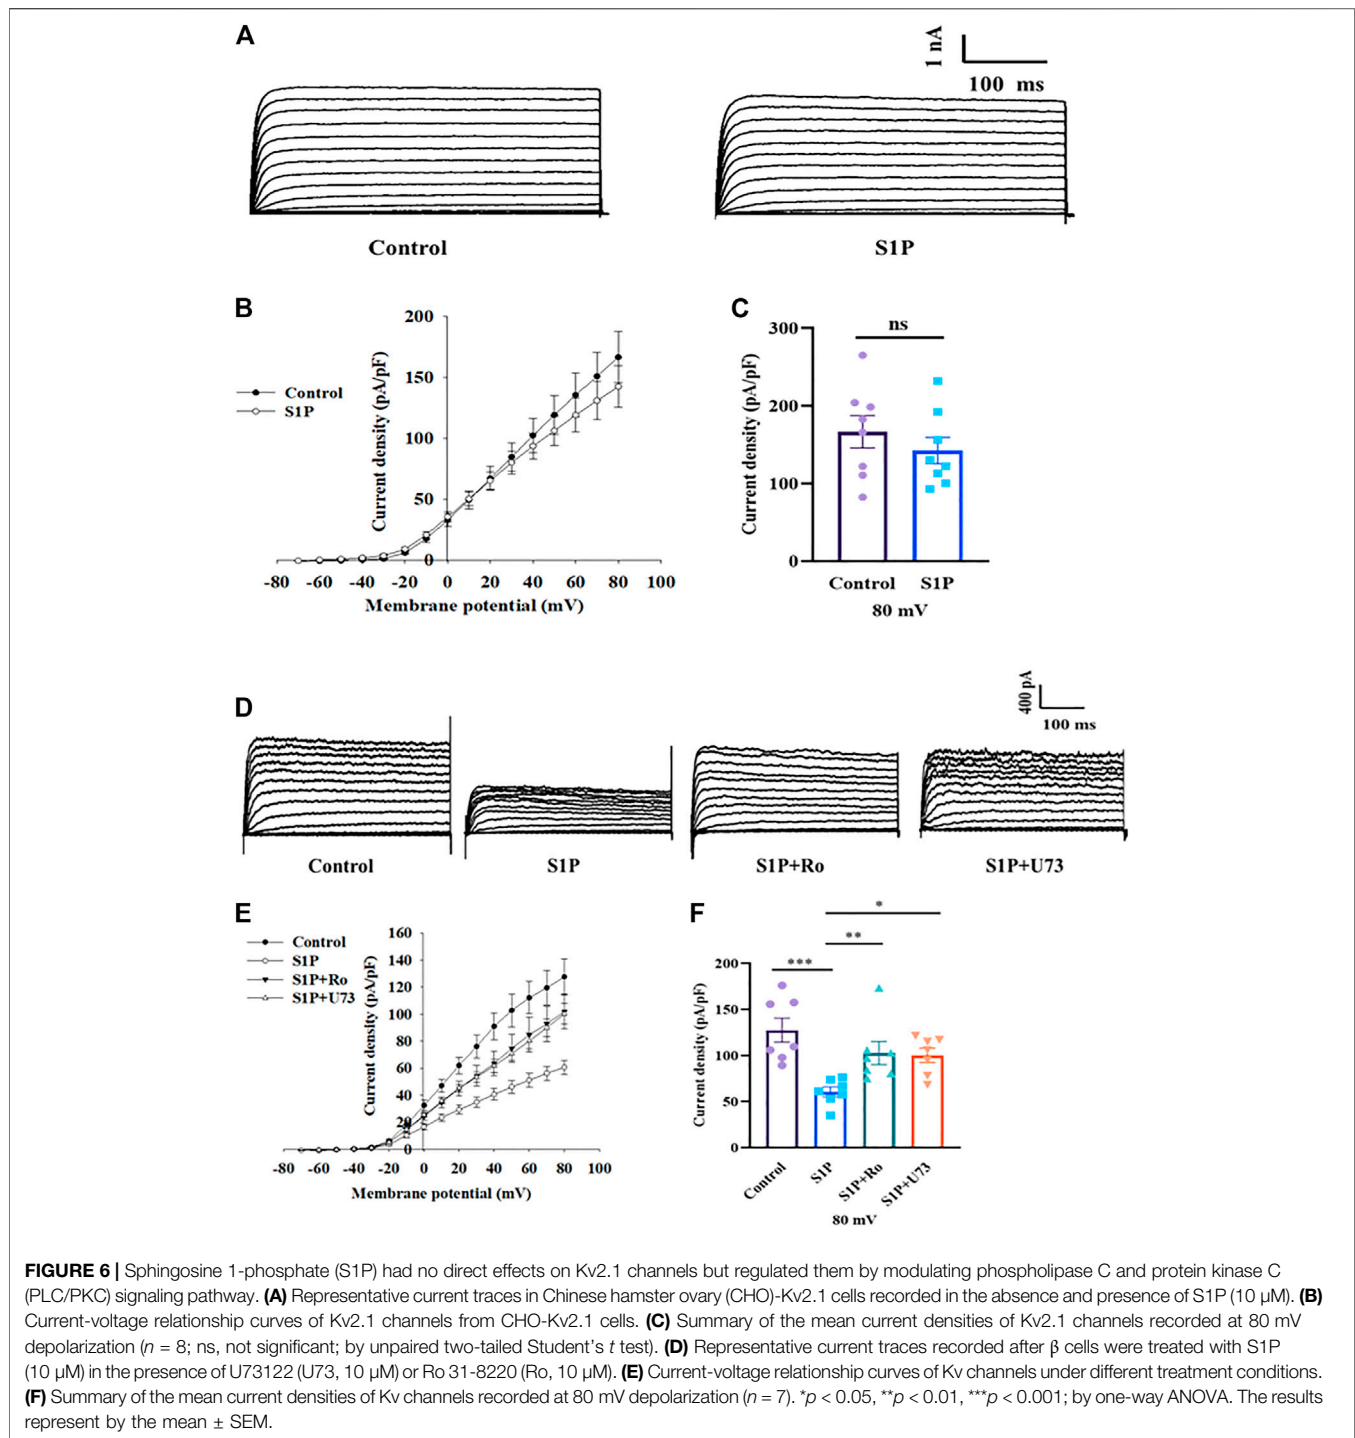 A
1 nA
100 ms
Control
S1P
B
Current density (pA/pF)
200
150
100
50
0
-80 -60 -40 -20 0 20 40 60 80 100
Membrane potential (mV)
Control
S1P
C
ns
Current density (pA/pF)
300
200
100
0
Control S1P
80 mV
D
400 pA
100 ms
Control
S1P
S1P+Ro
S1P+U73
E
Control
S1P
S1P+Ro
S1P+U73
Current density (pA/pF)
160
140
120
100
80
60
40
20
0
-80 -60 -40 -20 0 20 40 60 80 100
Membrane potential (mV)
F
*
**
***
Current density (pA/pF)
200
150
100
50
0
Control S1P S1P+Ro S1P+U73
80 mV
FIGURE 6 | Sphingosine 1-phosphate (S1P) had no direct effects on Kv2.1 channels but regulated them by modulating phospholipase C and protein kinase C
(PLC/PKC) signaling pathway. (A) Representative current traces in Chinese hamster ovary (CHO)-Kv2.1 cells recorded in the absence and presence of S1P (10 μM). (B)
Current-voltage relationship curves of Kv2.1 channels from CHO-Kv2.1 cells. (C) Summary of the mean current densities of Kv2.1 channels recorded at 80 mV
depolarization (n = 8; ns, not significant; by unpaired two-tailed Student's t test). (D) Representative current traces recorded after β cells were treated with S1P
(10 μM) in the presence of U73122 (U73, 10 μM) or Ro 31-8220 (Ro, 10 μM). (E) Current-voltage relationship curves of Kv channels under different treatment conditions.
(F) Summary of the mean current densities of Kv channels recorded at 80 mV depolarization (n = 7). *p < 0.05, **p < 0.01, ***p < 0.001; by one-way ANOVA. The results
represent by the mean ± SEM.